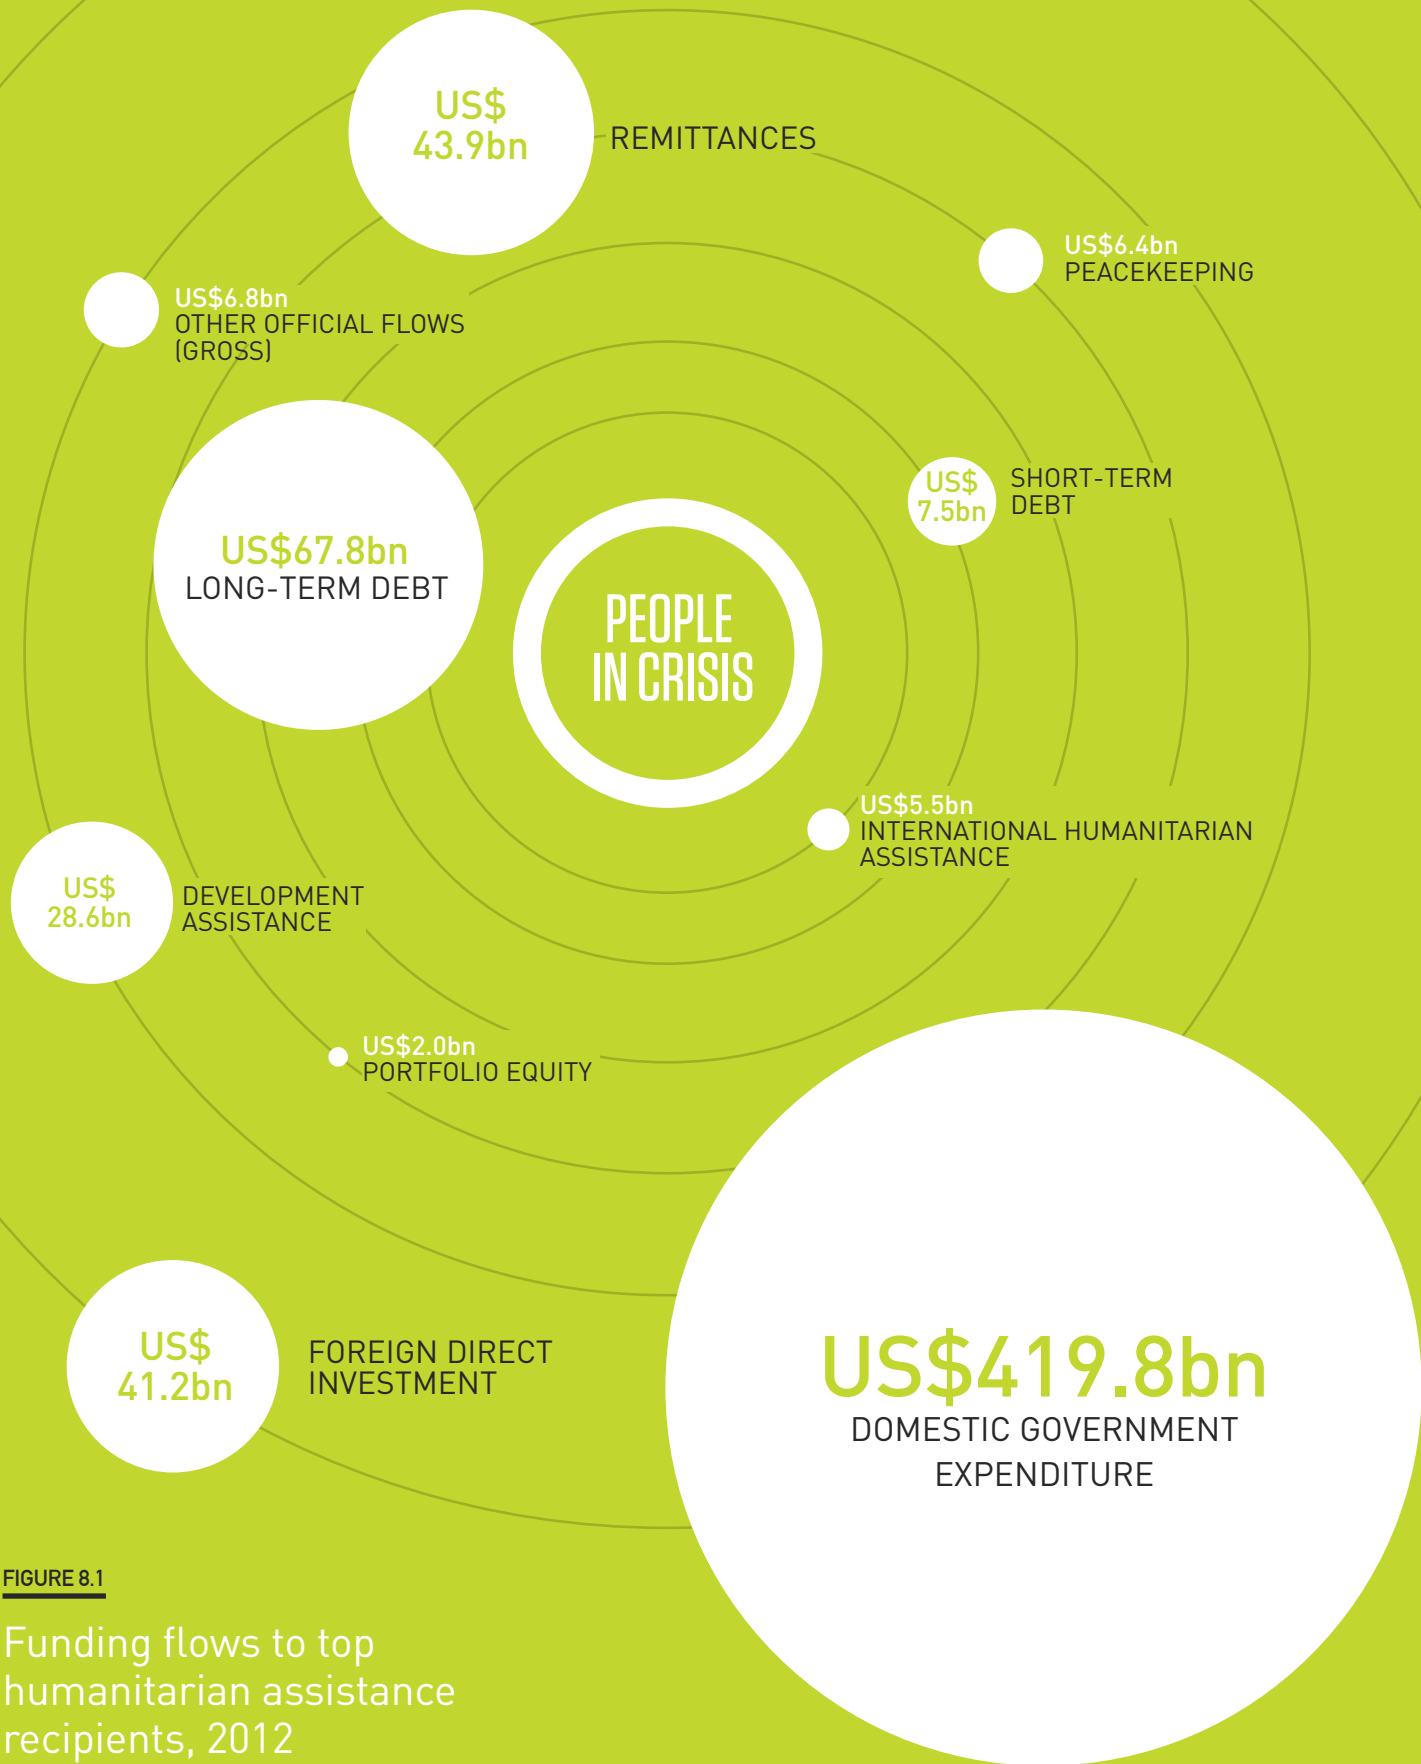 US$
43.9bn
REMITTANCES
US$6.4bn
PEACEKEEPING
US$6.8bn
OTHER OFFICIAL FLOWS
(GROSS)
US$
7.5bn
SHORT-TERM
DEBT
US$67.8bn
LONG-TERM DEBT
PEOPLE
IN CRISIS
US$5.5bn
INTERNATIONAL HUMANITARIAN
ASSISTANCE
US$
28.6bn
DEVELOPMENT
ASSISTANCE
US$2.0bn
PORTFOLIO EQUITY
US$
41.2bn
FOREIGN DIRECT
INVESTMENT
US$419.8bn
DOMESTIC GOVERNMENT
EXPENDITURE
FIGURE 8.1
Funding flows to top
humanitarian assistance
recipients, 2012